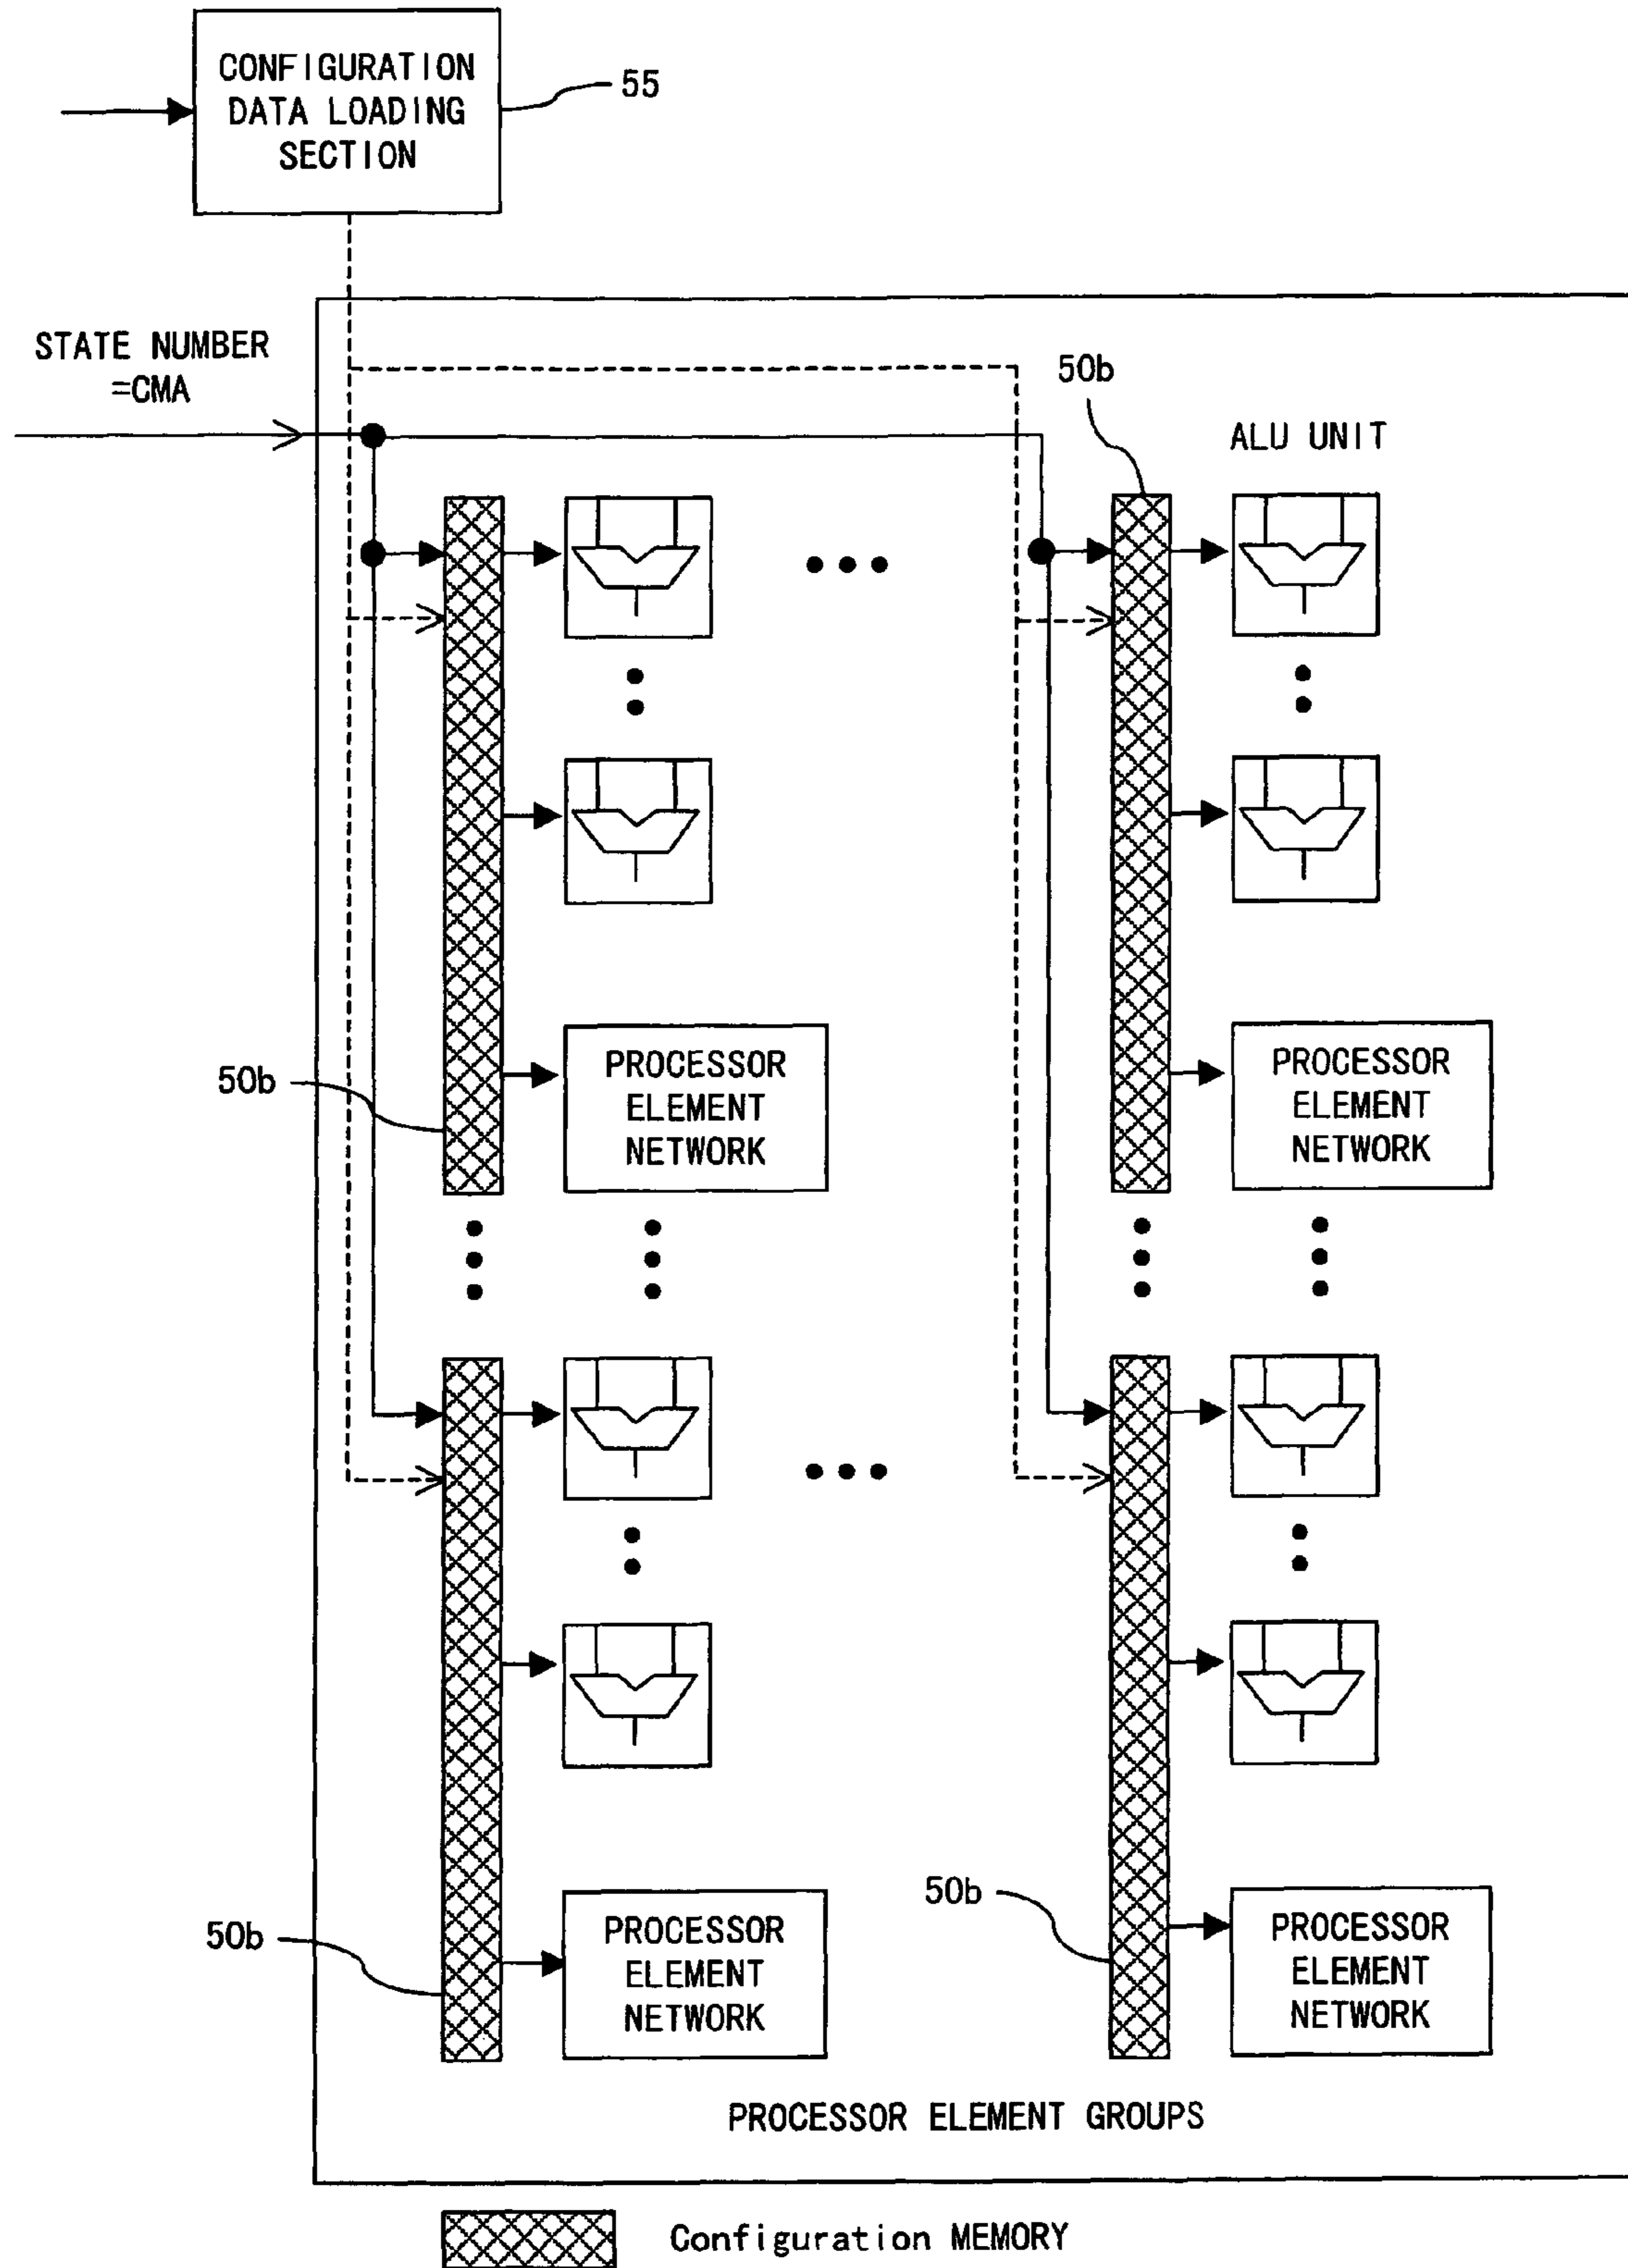 CONFIGURATION
DATA LOADING
SECTION
55
STATE NUMBER
=CMA
50b
ALU UNIT
50b
PROCESSOR
ELEMENT
NETWORK
PROCESSOR
ELEMENT
NETWORK
50b
PROCESSOR
ELEMENT
NETWORK
50b
PROCESSOR
ELEMENT
NETWORK
PROCESSOR ELEMENT GROUPS
Configuration MEMORY